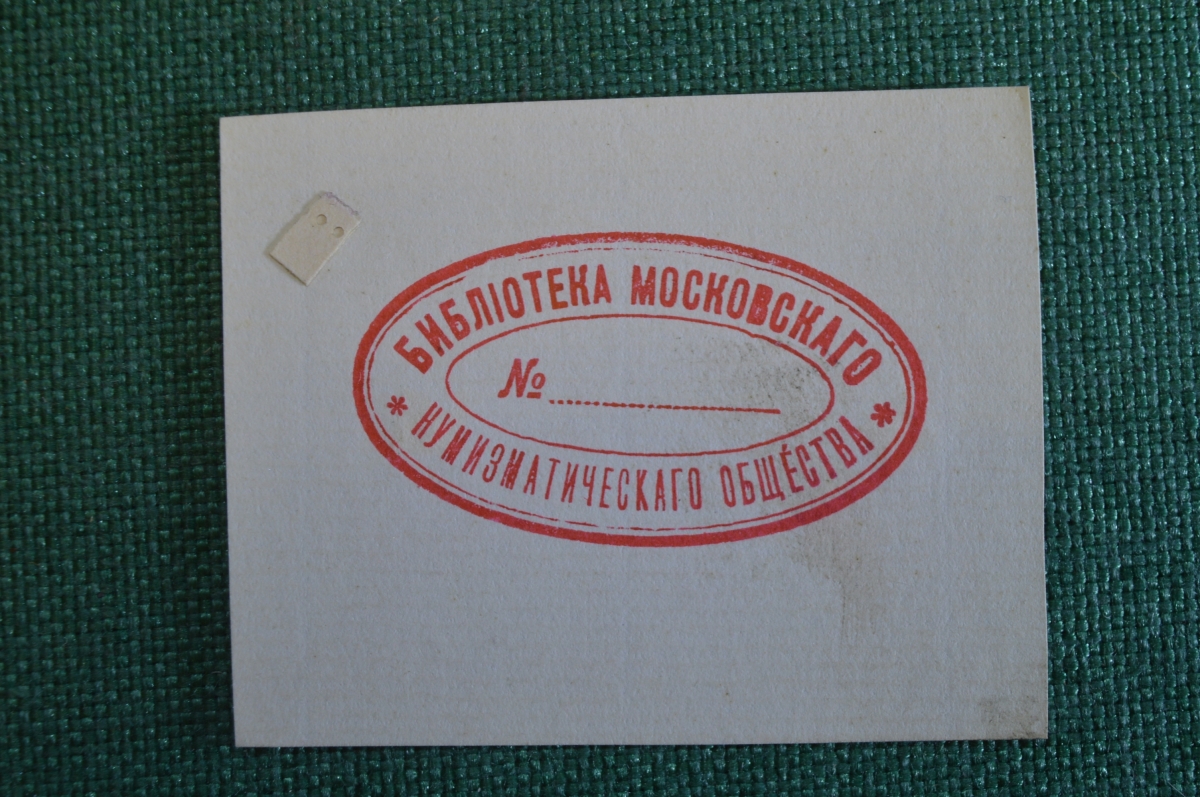 БИБЛІОТЕКА МОСКОВСКАГО
№
* НУМИЗМАТИЧЕСКАГО ОБЩЕСТВА *